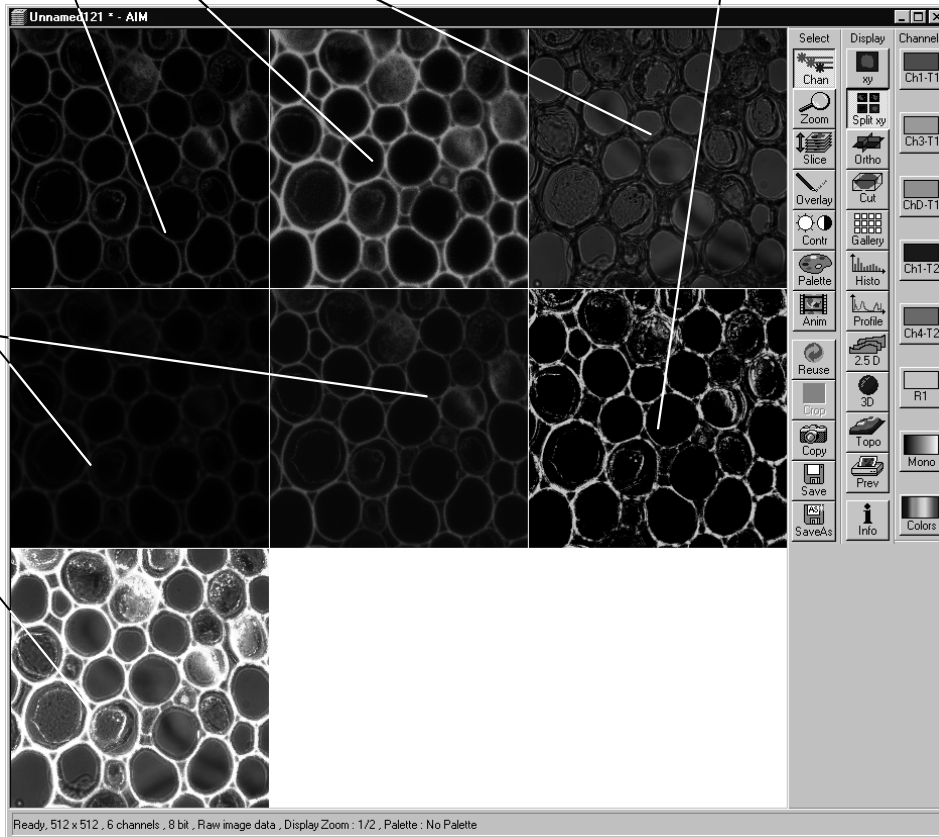 Unnamed121 * - AIM
Select Display Channel
Chan xy Ch1-T1
Zoom Split xy Ch3-T1
Slice Ortho ChD-T1
Overlay Cut
Contr Gallery Ch1-T2
Palette Histo
Anim Profile Ch4-T2
Reuse 2.5 D R1
Crop 3D
Copy Topo Mono
Save Prev
SaveAs Info Colors
Ready, 512 x 512 , 6 channels , 8 bit , Raw image data , Display Zoom : 1/2 , Palette : No Palette